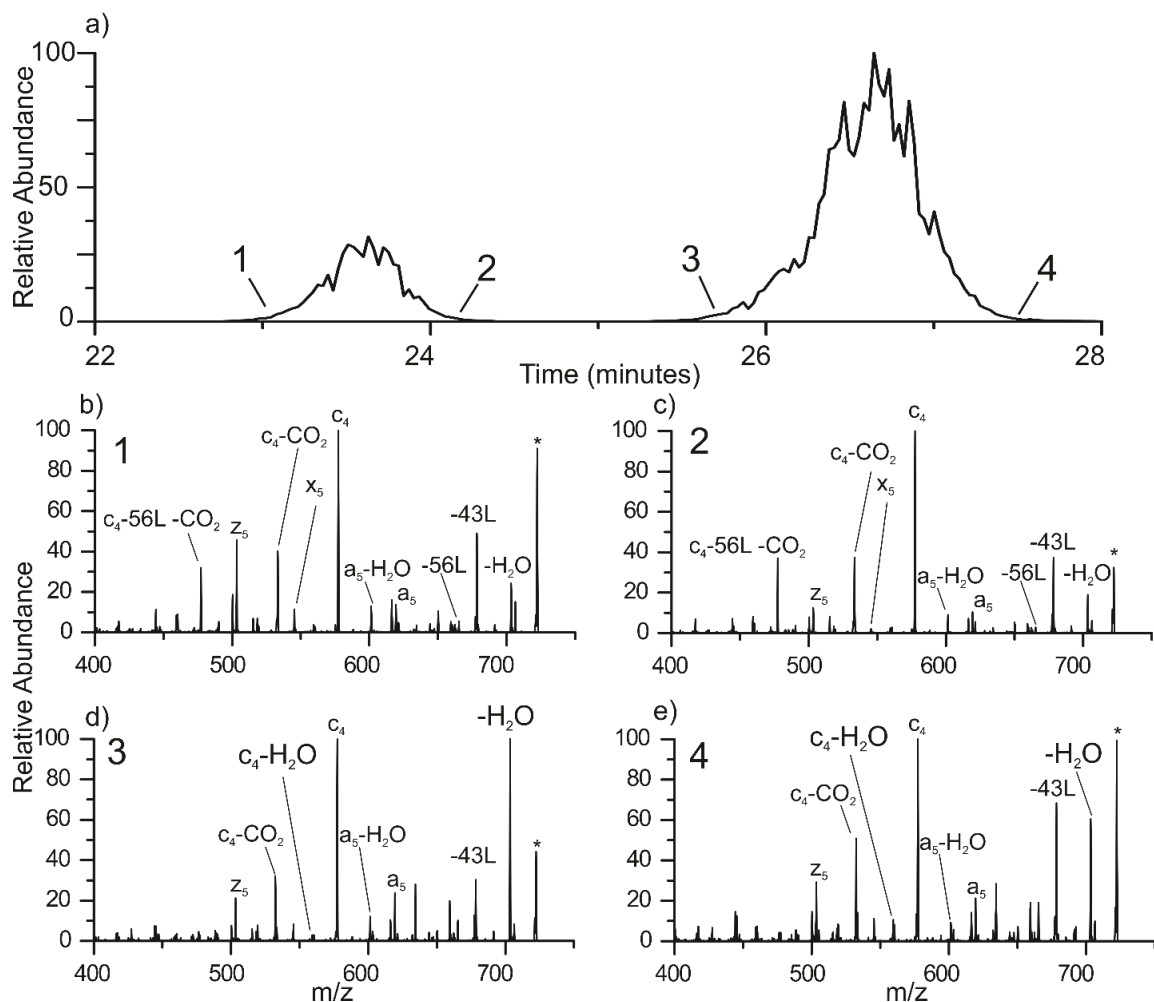 a)
Relative Abundance
100
50
0
1
2
3
4
22
24
26
28
Time (minutes)
b)
1
100
80
60
40
20
0
c₄-56L -CO₂
z₅
c₄-CO₂
x₅
c₄
a₅-H₂O
a₅
-56L
-43L
-H₂O
*
400
500
600
700
c)
2
100
80
60
40
20
0
c₄-56L -CO₂
z₅
c₄-CO₂
x₅
c₄
a₅-H₂O
a₅
-56L
-43L
-H₂O
*
400
500
600
700
Relative Abundance
d)
3
100
80
60
40
20
0
z₅
c₄-CO₂
c₄-H₂O
c₄
a₅-H₂O
a₅
-43L
-H₂O
*
400
500
600
700
m/z
e)
4
100
80
60
40
20
0
z₅
c₄-CO₂
c₄-H₂O
c₄
a₅-H₂O
a₅
-43L
-H₂O
*
400
500
600
700
m/z